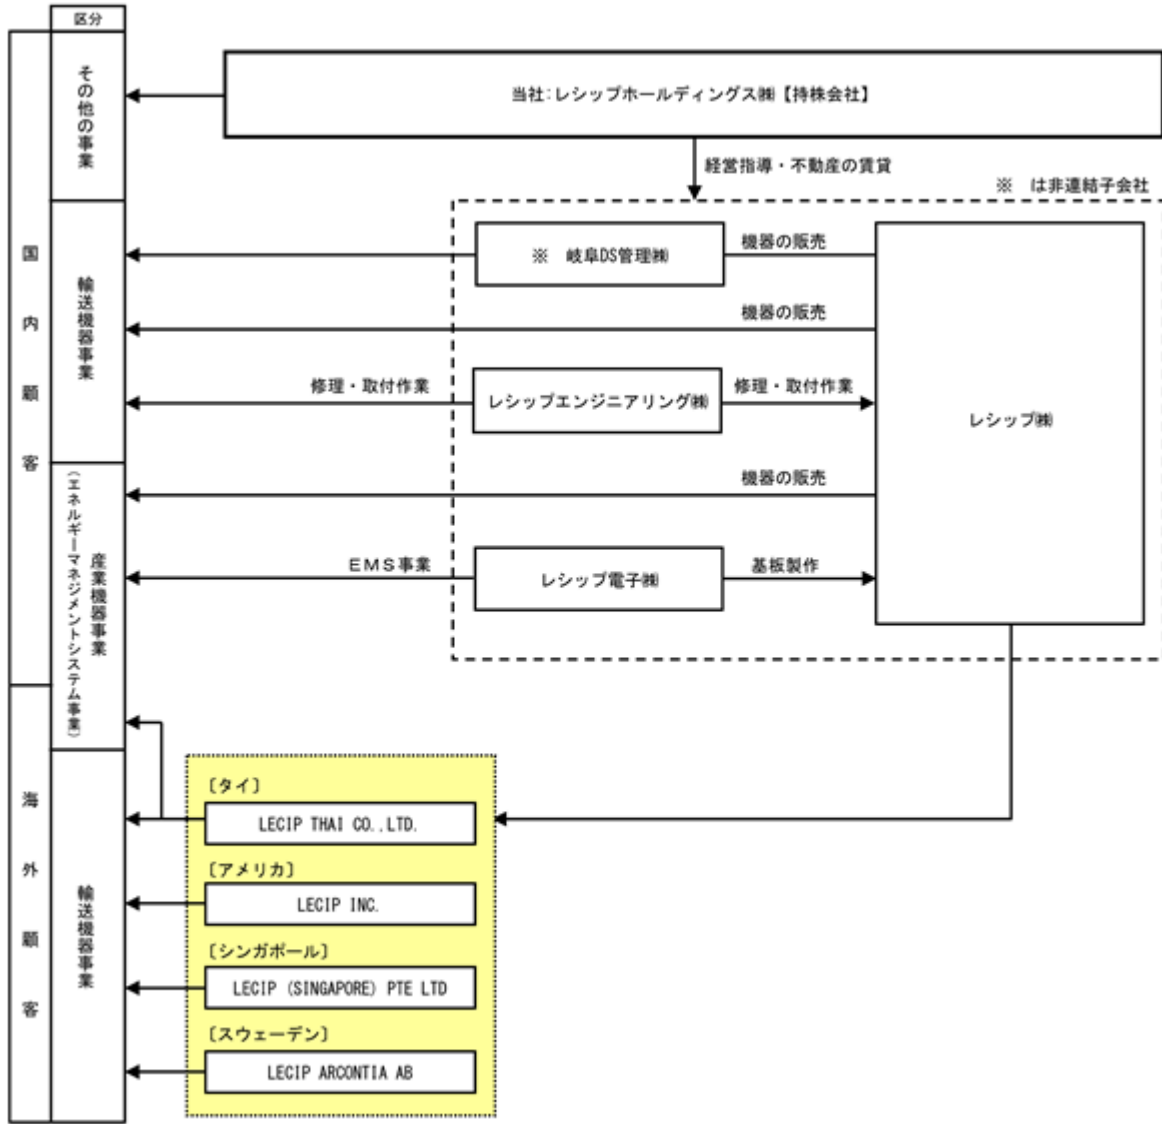 区分
その他の事業
当社：レシップホールディングス㈱【持株会社】
経営指導・不動産の賃貸
※　は非連結子会社
国内顧客
輸送機器事業
※　岐阜DS管理㈱
機器の販売
機器の販売
修理・取付作業
レシップエンジニアリング㈱
修理・取付作業
レシップ㈱
機器の販売
産業機器事業
（エネルギーマネジメントシステム事業）
ＥＭＳ事業
レシップ電子㈱
基板製作
海外顧客
輸送機器事業
〔タイ〕
LECIP THAI CO.,LTD.
〔アメリカ〕
LECIP INC.
〔シンガポール〕
LECIP (SINGAPORE) PTE LTD
〔スウェーデン〕
LECIP ARCONTIA AB